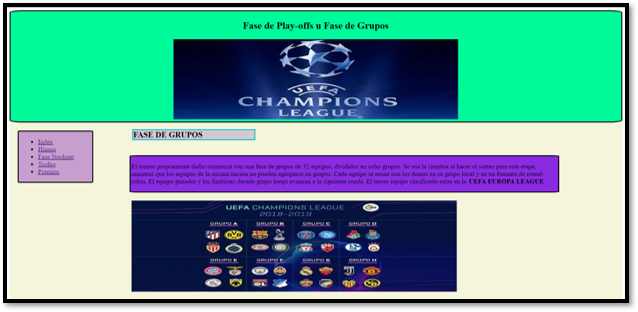 Fase de Play-offs u Fase de Grupos
UEFA
CHAMPIONS
LEAGUE
Index
Himno
Fase Nockout
Trofeo
Premios
FASE DE GRUPOS
El torneo propiamente dicho comienza con una fase de grupos de 32 equipos, divididos en ocho grupos. Se usa la siembra al hacer el sorteo para esta etapa,
mientras que los equipos de la misma nacion no pueden agruparse en grupos. Cada equipo se reune con los demas en su grupo local y en un formato de round-
robin. El equipo ganador y los finalistas decada grupo luego avanzan a la siguiente ronda. El tercer equipo clasificado entra en la UEFA EUROPA LEAGUE
UEFA CHAMPIONS LEAGUE
2018-2019
GRUPO A GRUPO B GRUPO C GRUPO D
GRUPO E GRUPO F GRUPO G GRUPO H